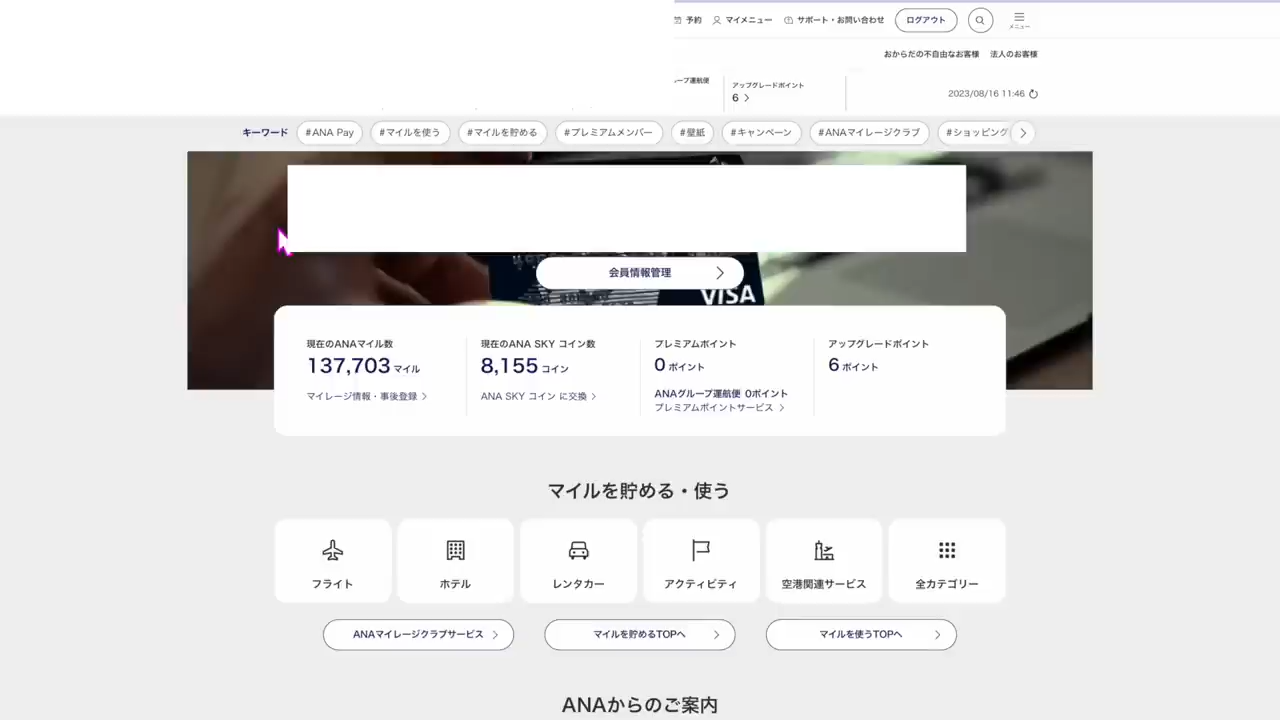 予約 マイメニュー サポート・お問い合わせ ログアウト メニュー
おからだの不自由なお客様 法人のお客様
ープ運航便 アップグレードポイント
6
2023/08/16 11:46
キーワード #ANA Pay #マイルを使う #マイルを貯める #プレミアムメンバー #壁紙 #キャンペーン #ANAマイレージクラブ #ショッピング
会員情報管理
VISA
現在のANAマイル数 現在のANA SKY コイン数 プレミアムポイント アップグレードポイント
137,703 マイル 8,155 コイン 0 ポイント 6 ポイント
マイレージ情報・事後登録 ANA SKY コイン に交換 ANAグループ運航便 0ポイント
プレミアムポイントサービス
マイルを貯める・使う
フライト ホテル レンタカー アクティビティ 空港関連サービス 全カテゴリー
ANAマイレージクラブサービス マイルを貯めるTOPへ マイルを使うTOPへ
ANAからのご案内